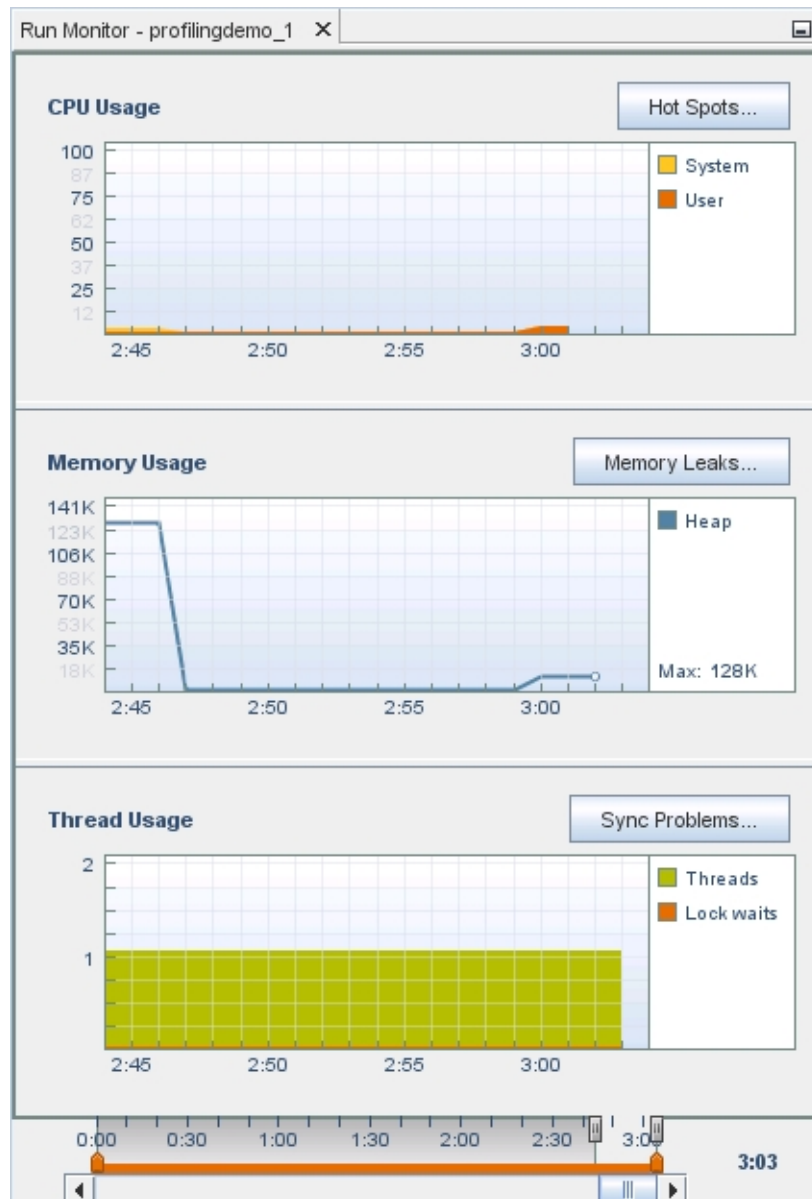 Run Monitor - profilingdemo_1
CPU Usage
Hot Spots...
100
87
75
62
50
37
25
12
System
User
2:45 2:50 2:55 3:00
Memory Usage
Memory Leaks...
141K
123K
106K
88K
70K
53K
35K
18K
Heap
Max: 128K
2:45 2:50 2:55 3:00
Thread Usage
Sync Problems...
2
1
Threads
Lock waits
2:45 2:50 2:55 3:00
0:00 0:30 1:00 1:30 2:00 2:30 3:00
3:03